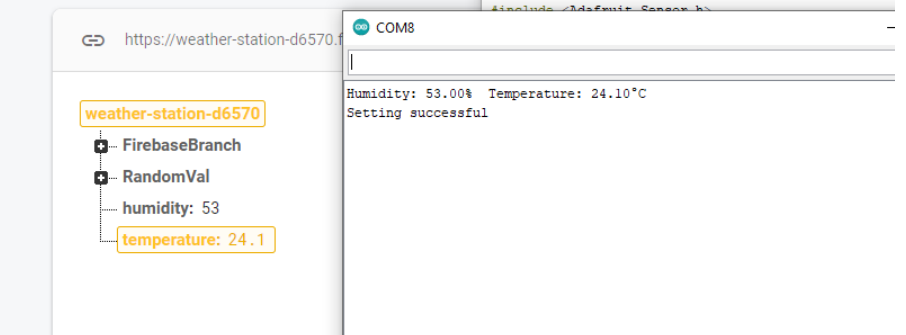 #include <Adafruit_Sensor.h>
COM8
https://weather-station-d6570.f
Humidity: 53.00%  Temperature: 24.10°C
Setting successful
weather-station-d6570
FirebaseBranch
RandomVal
humidity: 53
temperature: 24.1